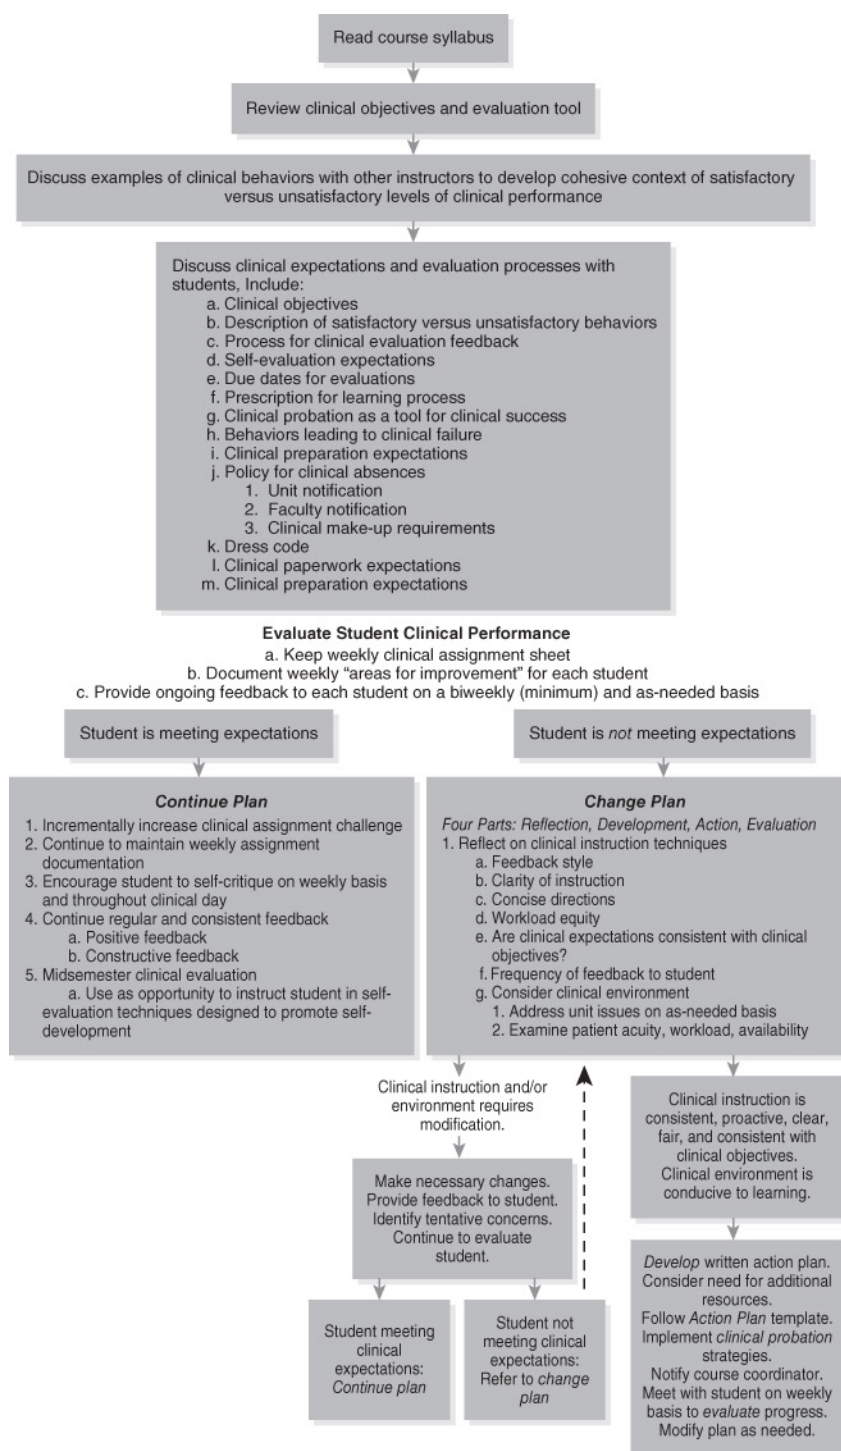 Read course syllabus
Review clinical objectives and evaluation tool
Discuss examples of clinical behaviors with other instructors to develop cohesive context of satisfactory
versus unsatisfactory levels of clinical performance
Discuss clinical expectations and evaluation processes with
students, Include:
a. Clinical objectives
b. Description of satisfactory versus unsatisfactory behaviors
c. Process for clinical evaluation feedback
d. Self-evaluation expectations
e. Due dates for evaluations
f. Prescription for learning process
g. Clinical probation as a tool for clinical success
h. Behaviors leading to clinical failure
i. Clinical preparation expectations
j. Policy for clinical absences
1. Unit notification
2. Faculty notification
3. Clinical make-up requirements
k. Dress code
l. Clinical paperwork expectations
m. Clinical preparation expectations
Evaluate Student Clinical Performance
a. Keep weekly clinical assignment sheet
b. Document weekly “areas for improvement” for each student
c. Provide ongoing feedback to each student on a biweekly (minimum) and as-needed basis
Student is meeting expectations
Continue Plan
1. Incrementally increase clinical assignment challenge
2. Continue to maintain weekly assignment
documentation
3. Encourage student to self-critique on weekly basis
and throughout clinical day
4. Continue regular and consistent feedback
a. Positive feedback
b. Constructive feedback
5. Midsemester clinical evaluation
a. Use as opportunity to instruct student in self-
evaluation techniques designed to promote self-
development
Student is not meeting expectations
Change Plan
Four Parts: Reflection, Development, Action, Evaluation
1. Reflect on clinical instruction techniques
a. Feedback style
b. Clarity of instruction
c. Concise directions
d. Workload equity
e. Are clinical expectations consistent with clinical
objectives?
f. Frequency of feedback to student
g. Consider clinical environment
1. Address unit issues on as-needed basis
2. Examine patient acuity, workload, availability
Clinical instruction and/or
environment requires
modification.
Make necessary changes.
Provide feedback to student.
Identify tentative concerns.
Continue to evaluate
student.
Student meeting
clinical
expectations:
Continue plan
Student not
meeting clinical
expectations:
Refer to change
plan
Clinical instruction is
consistent, proactive, clear,
fair, and consistent with
clinical objectives.
Clinical environment is
conducive to learning.
Develop written action plan.
Consider need for additional
resources.
Follow Action Plan template.
Implement clinical probation
strategies.
Notify course coordinator.
Meet with student on weekly
basis to evaluate progress.
Modify plan as needed.